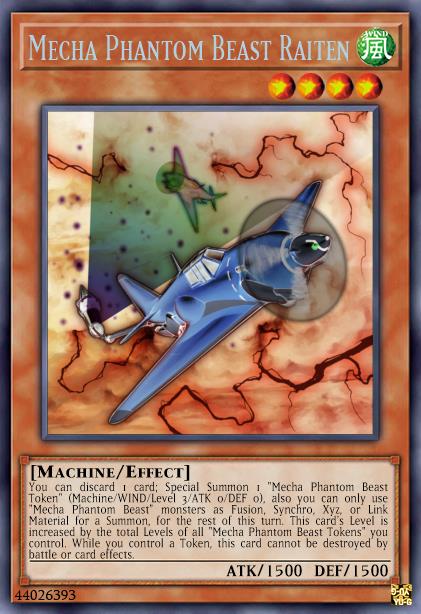 MECHA PHANTOM BEAST RAITEN
WIND
風
[MACHINE/EFFECT]
You can discard 1 card; Special Summon 1 "Mecha Phantom Beast
Token" (Machine/WIND/Level 3/ATK 0/DEF 0), also you can only use
"Mecha Phantom Beast" monsters as Fusion, Synchro, Xyz, or Link
Material for a Summon, for the rest of this turn. This card's Level is
increased by the total Levels of all "Mecha Phantom Beast Tokens" you
control. While you control a Token, this card cannot be destroyed by
battle or card effects.
ATK/1500 DEF/1500
44026393